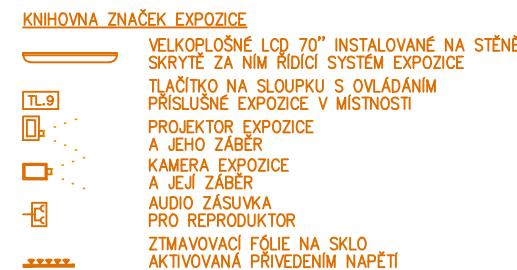 KNIHOVNA ZNAČEK EXPOZICE
VELKOPLOŠNÉ LCD 70” INSTALOVANÉ NA STĚNĚ
SKRYTĚ ZA NÍM ŘÍDÍCÍ SYSTÉM EXPOZICE
TLAČÍTKO NA SLOUPKU S OVLÁDÁNÍM
TL.9
PŘÍSLUŠNÉ EXPOZICE V MÍSTNOSTI
PROJEKTOR EXPOZICE
A JEHO ZÁBĚR
KAMERA EXPOZICE
A JEJÍ ZÁBĚR
AUDIO ZÁSUVKA
PRO REPRODUKTOR
ZTMAVOVACÍ FÓLIE NA SKLO
AKTIVOVANÁ PŘIVEDENÍM NAPĚTÍ